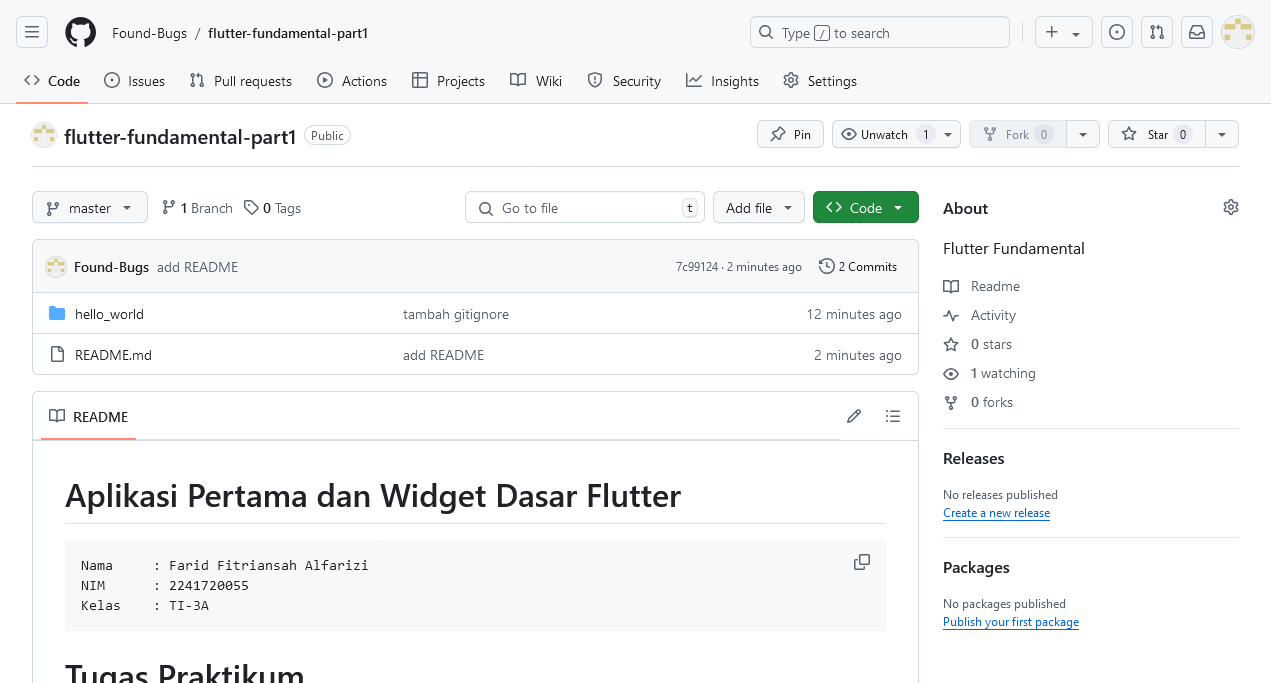 Found-Bugs / flutter-fundamental-part1
Type / to search
Code Issues Pull requests Actions Projects Wiki Security Insights Settings
flutter-fundamental-part1 Public
Pin Unwatch 1 Fork 0 Star 0
master 1 Branch 0 Tags
Go to file t Add file Code
Found-Bugs add README 7c99124 · 2 minutes ago 2 Commits
hello_world tambah gitignore 12 minutes ago
README.md add README 2 minutes ago
README
Aplikasi Pertama dan Widget Dasar Flutter
Nama : Farid Fitriansah Alfarizi
NIM : 2241720055
Kelas : TI-3A
Tugas Praktikum
About
Flutter Fundamental
Readme
Activity
0 stars
1 watching
0 forks
Releases
No releases published
Create a new release
Packages
No packages published
Publish your first package